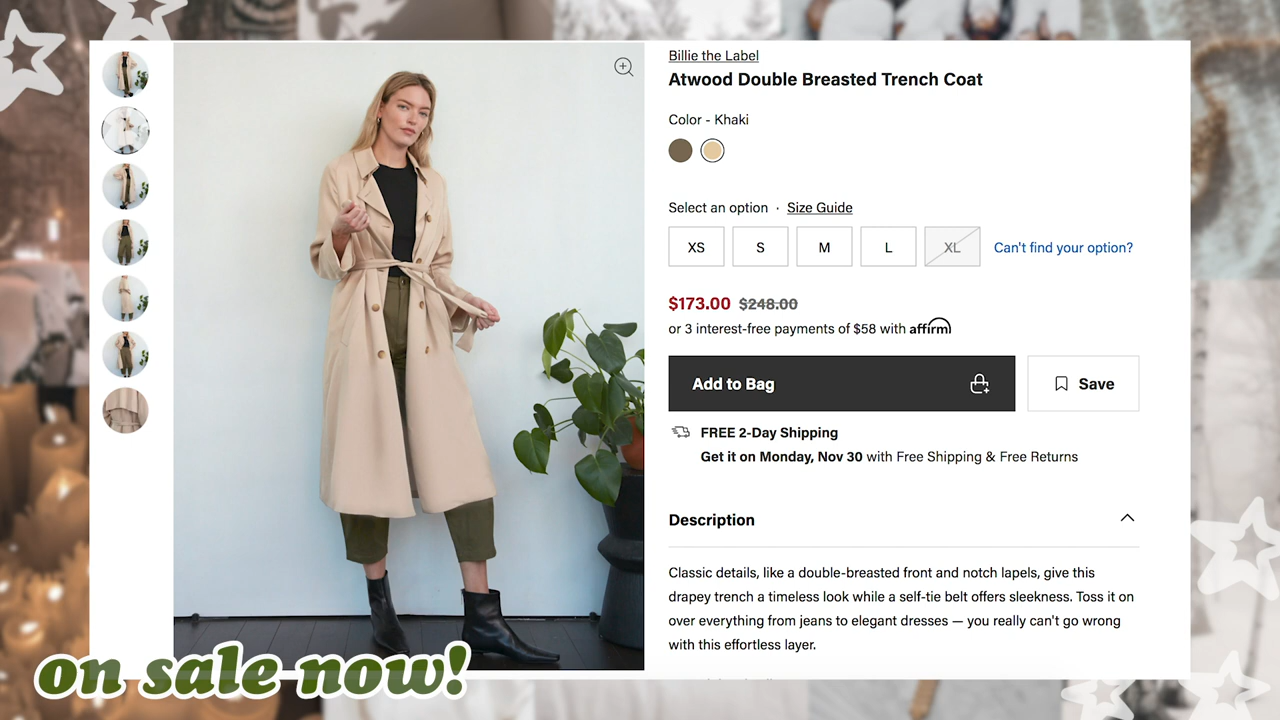 Billie the Label
Atwood Double Breasted Trench Coat
Color - Khaki
Select an option · Size Guide
XS S M L XL Can't find your option?
$173.00 $248.00
or 3 interest-free payments of $58 with affirm
Add to Bag Save
FREE 2-Day Shipping
Get it on Monday, Nov 30 with Free Shipping & Free Returns
Description
Classic details, like a double-breasted front and notch lapels, give this
drapey trench a timeless look while a self-tie belt offers sleekness. Toss it on
over everything from jeans to elegant dresses — you really can't go wrong
with this effortless layer.
on sale now!